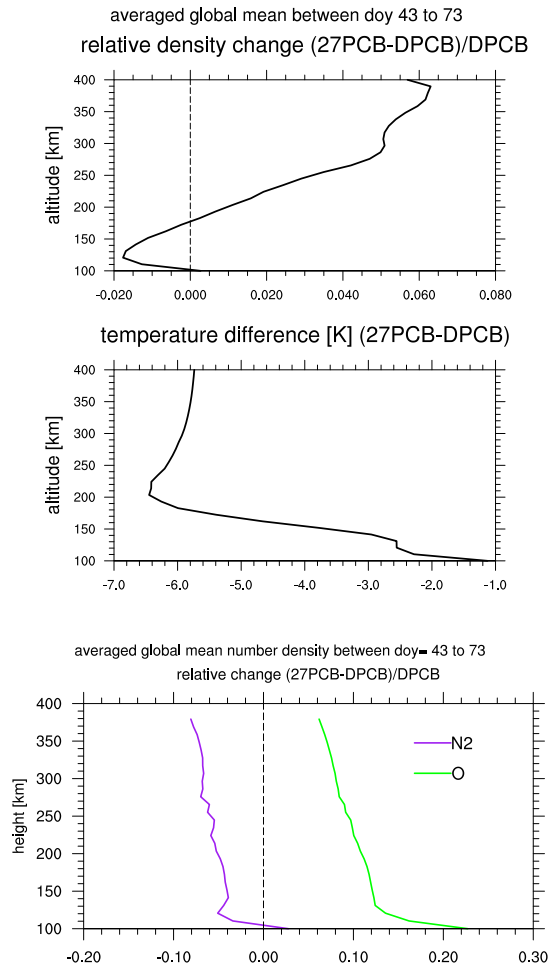 averaged global mean between doy 43 to 73
relative density change (27PCB-DPCB)/DPCB
400
350
300
250
200
150
100
altitude [km]
-0.020 0.000 0.020 0.040 0.060 0.080
temperature difference [K] (27PCB-DPCB)
400
350
300
250
200
150
100
altitude [km]
-7.0 -6.0 -5.0 -4.0 -3.0 -2.0 -1.0
averaged global mean number density between doy= 43 to 73
relative change (27PCB-DPCB)/DPCB
400
350
300
250
200
150
100
height [km]
N2
O
-0.20 -0.10 0.00 0.10 0.20 0.30